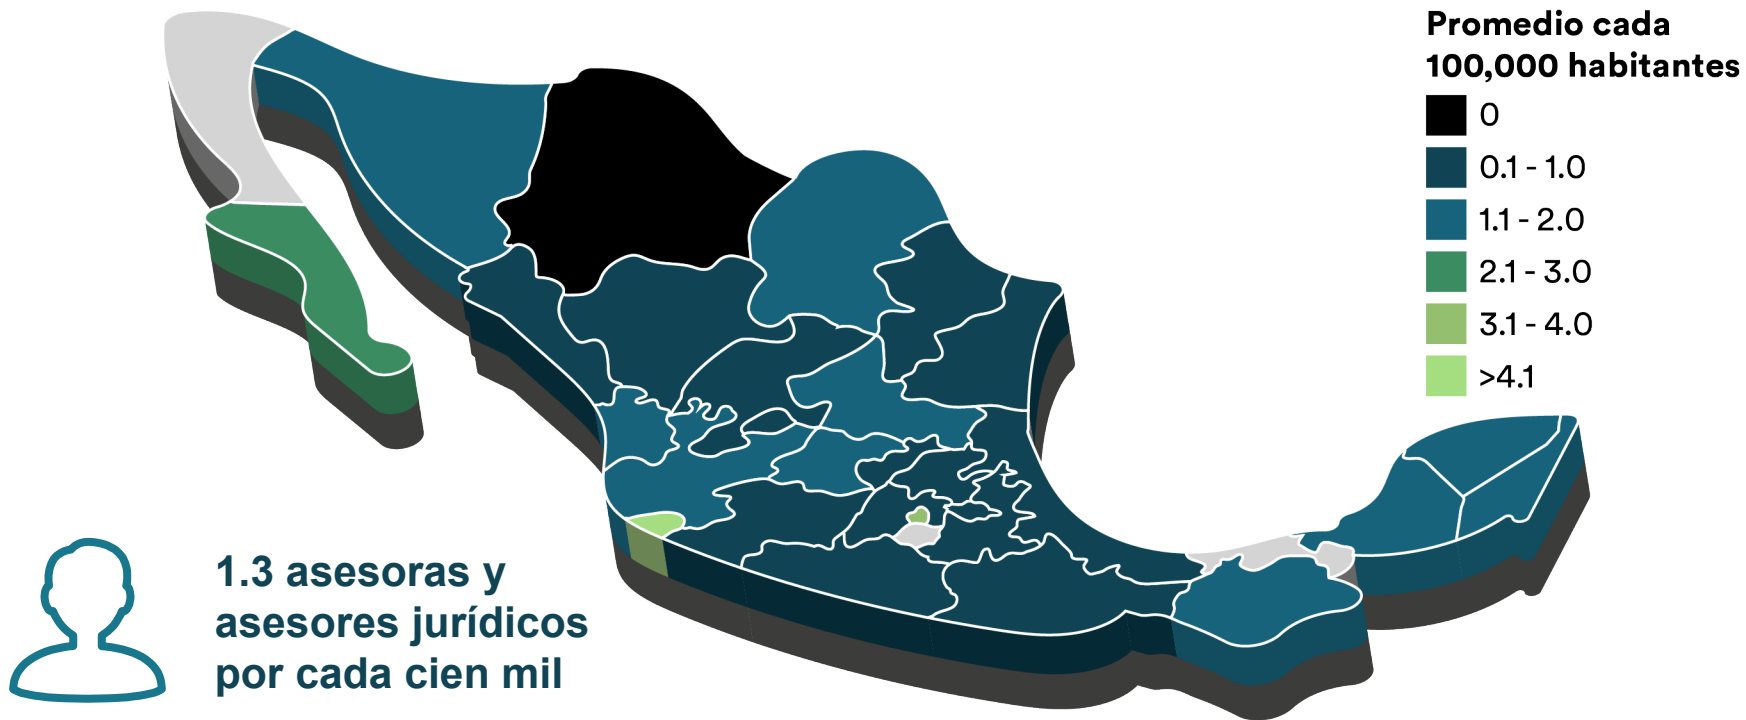 Promedio cada
100,000 habitantes
0
0.1 - 1.0
1.1 - 2.0
2.1 - 3.0
3.1 - 4.0
>4.1
1.3 asesoras y
asesores jurídicos
por cada cien mil